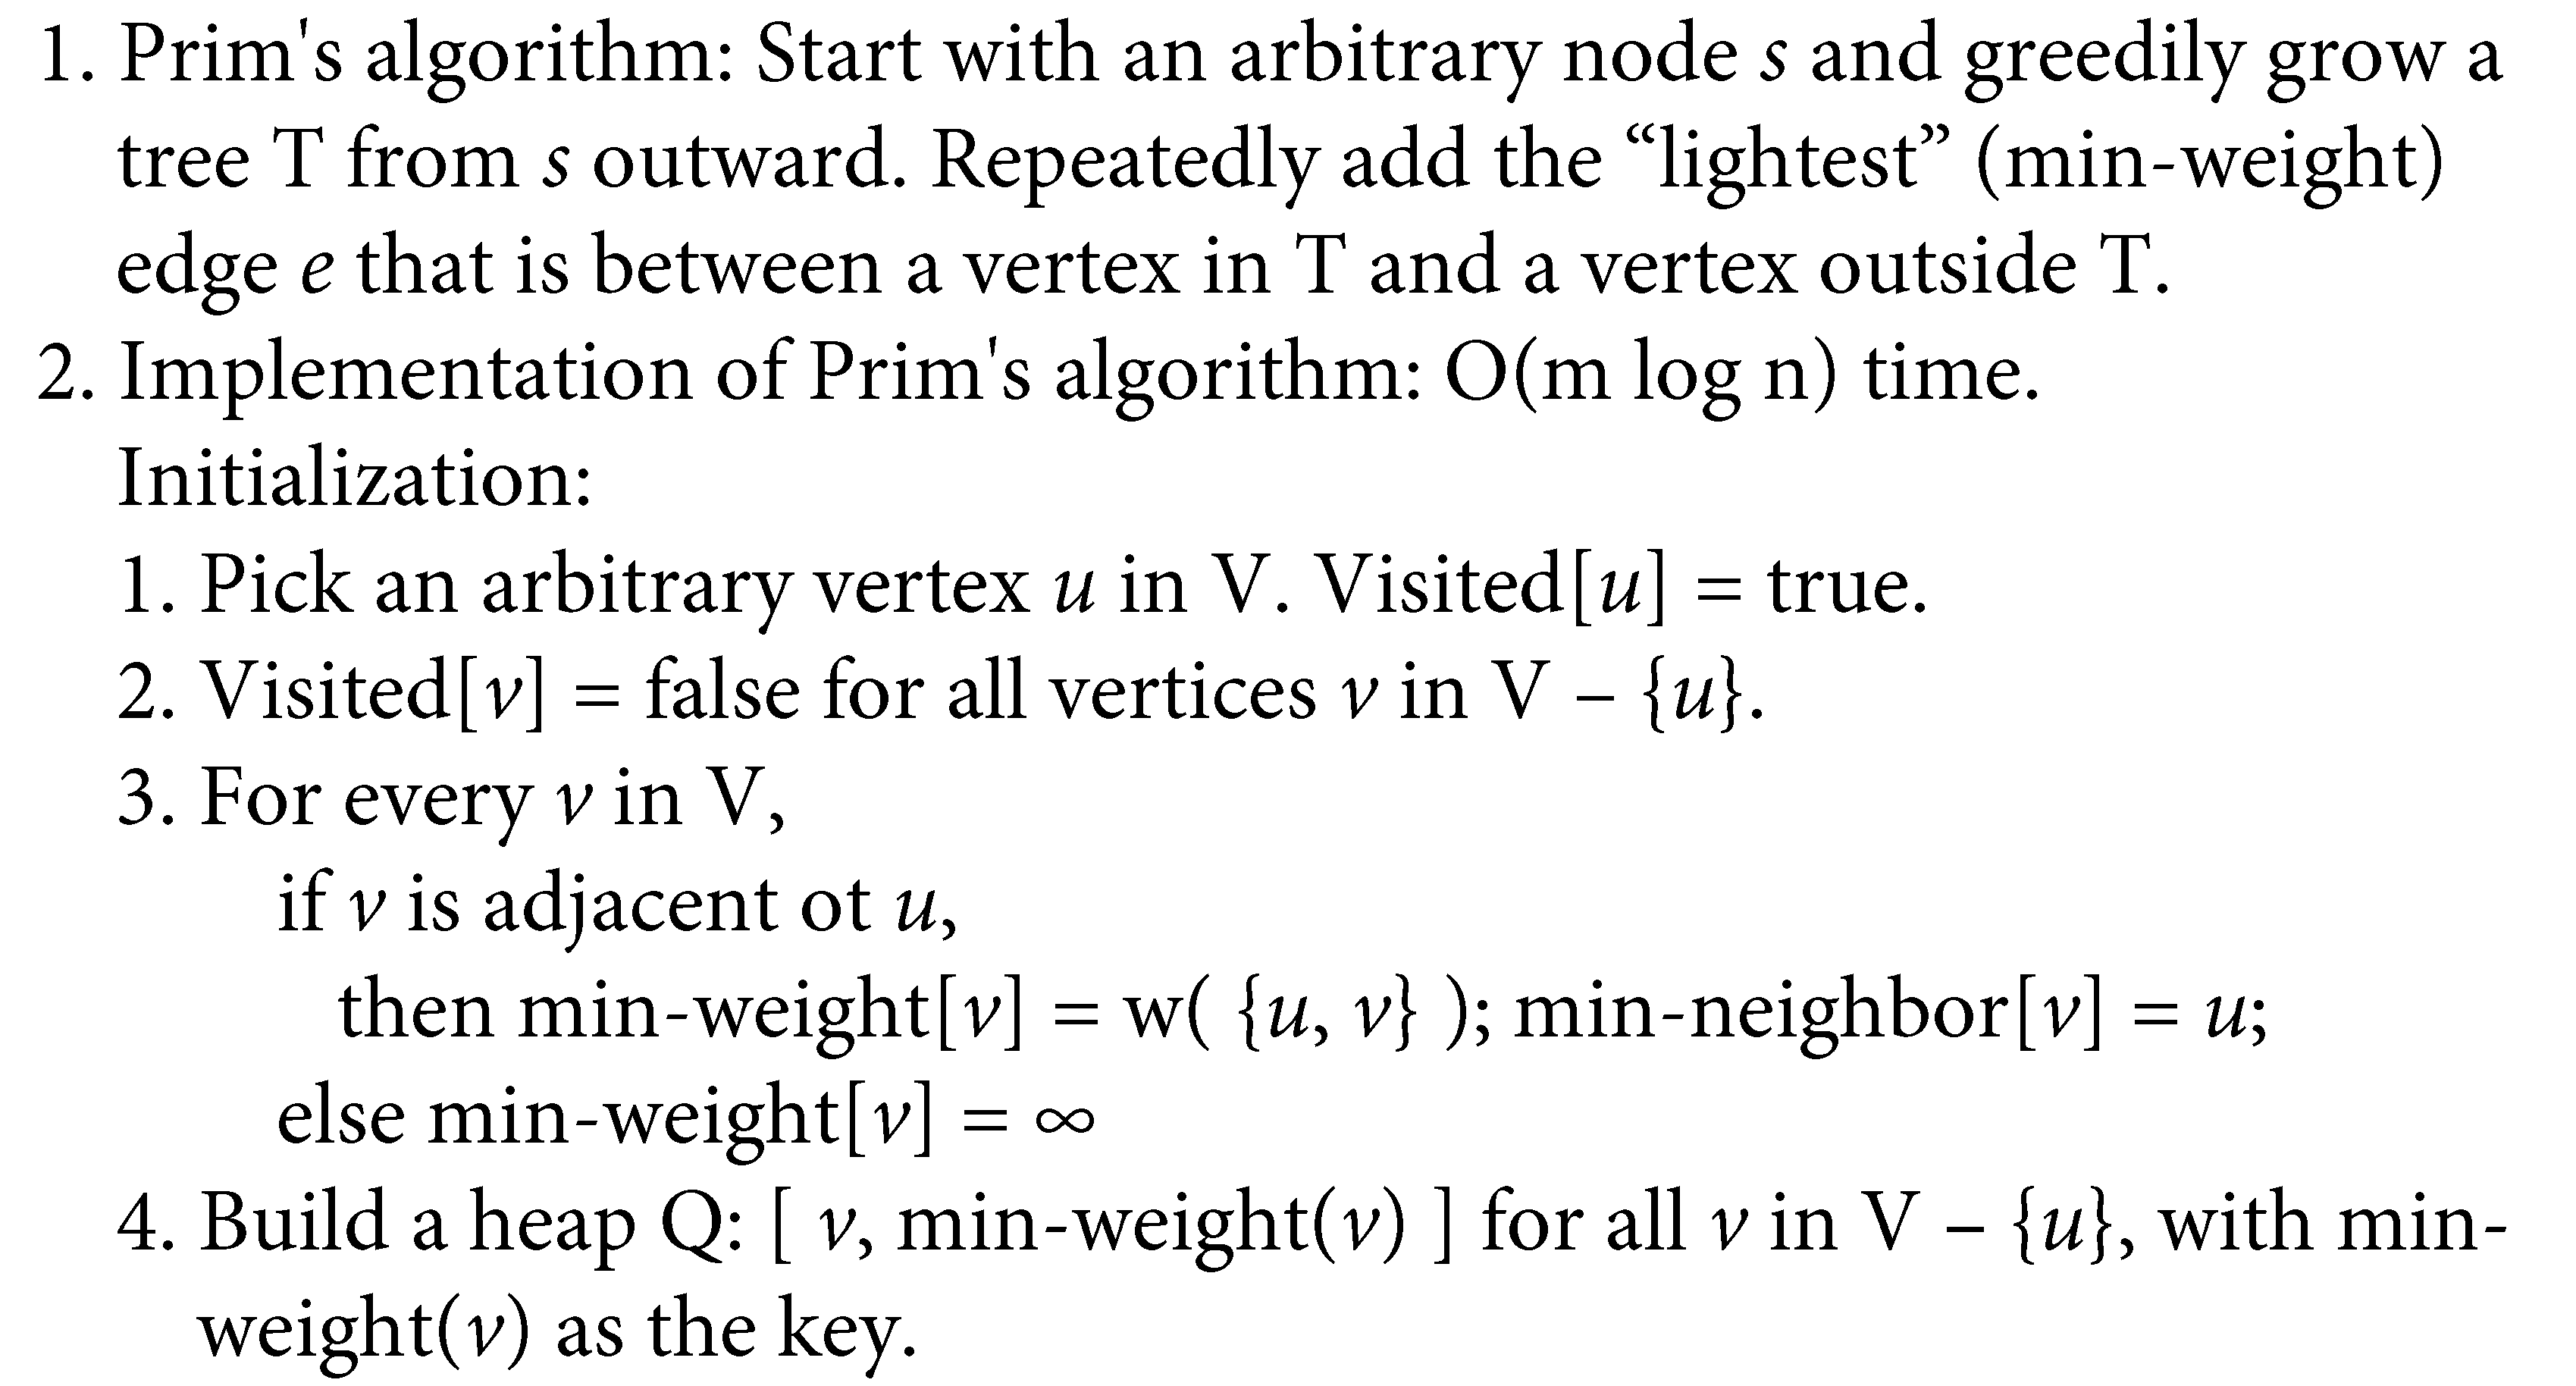 1. Prim's algorithm: Start with an arbitrary node s and greedily grow a
tree T from s outward. Repeatedly add the “lightest” (min-weight)
edge e that is between a vertex in T and a vertex outside T.
2. Implementation of Prim's algorithm: O(m log n) time.
Initialization:
1. Pick an arbitrary vertex u in V. Visited[u] = true.
2. Visited[v] = false for all vertices v in V – {u}.
3. For every v in V,
if v is adjacent ot u,
then min-weight[v] = w( {u, v} ); min-neighbor[v] = u;
else min-weight[v] = ∞
4. Build a heap Q: [ v, min-weight(v) ] for all v in V – {u}, with min-
weight(v) as the key.